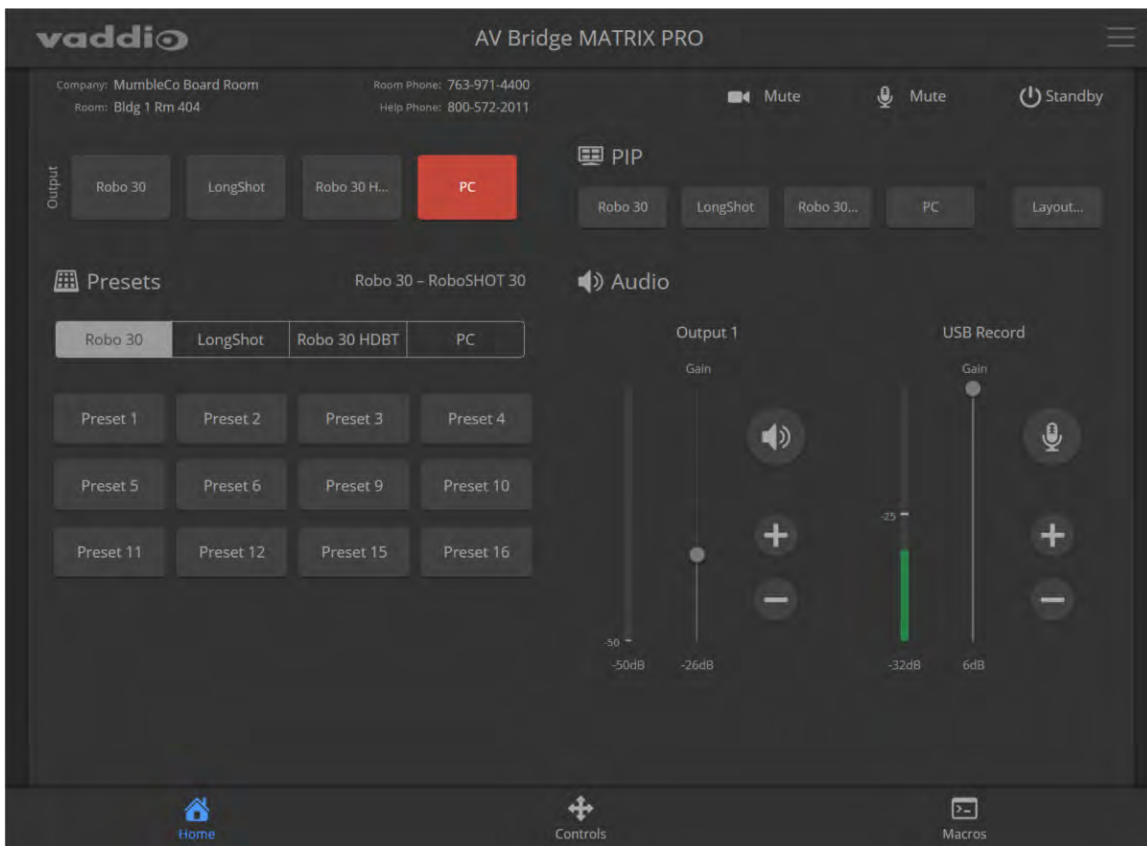 vaddio
AV Bridge MATRIX PRO
Company: MumbleCo Board Room
Room: Bldg 1 Rm 404
Room Phone: 763-971-4400
Help Phone: 800-572-2011
Mute
Mute
Standby
Output
Robo 30
LongShot
Robo 30 H...
PC
PIP
Robo 30
LongShot
Robo 30...
PC
Layout...
Presets
Robo 30 – RoboSHOT 30
Robo 30
LongShot
Robo 30 HDBT
PC
Preset 1
Preset 2
Preset 3
Preset 4
Preset 5
Preset 6
Preset 9
Preset 10
Preset 11
Preset 12
Preset 15
Preset 16
Audio
Output 1
Gain
-50
-50dB
-26dB
USB Record
Gain
-25
-32dB
6dB
Home
Controls
Macros